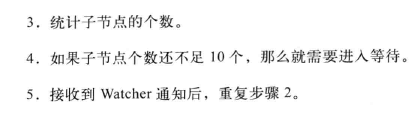 3．统计子节点的个数。
4．如果子节点个数还不足 10 个，那么就需要进入等待。
5．接收到 Watcher 通知后，重复步骤 2。